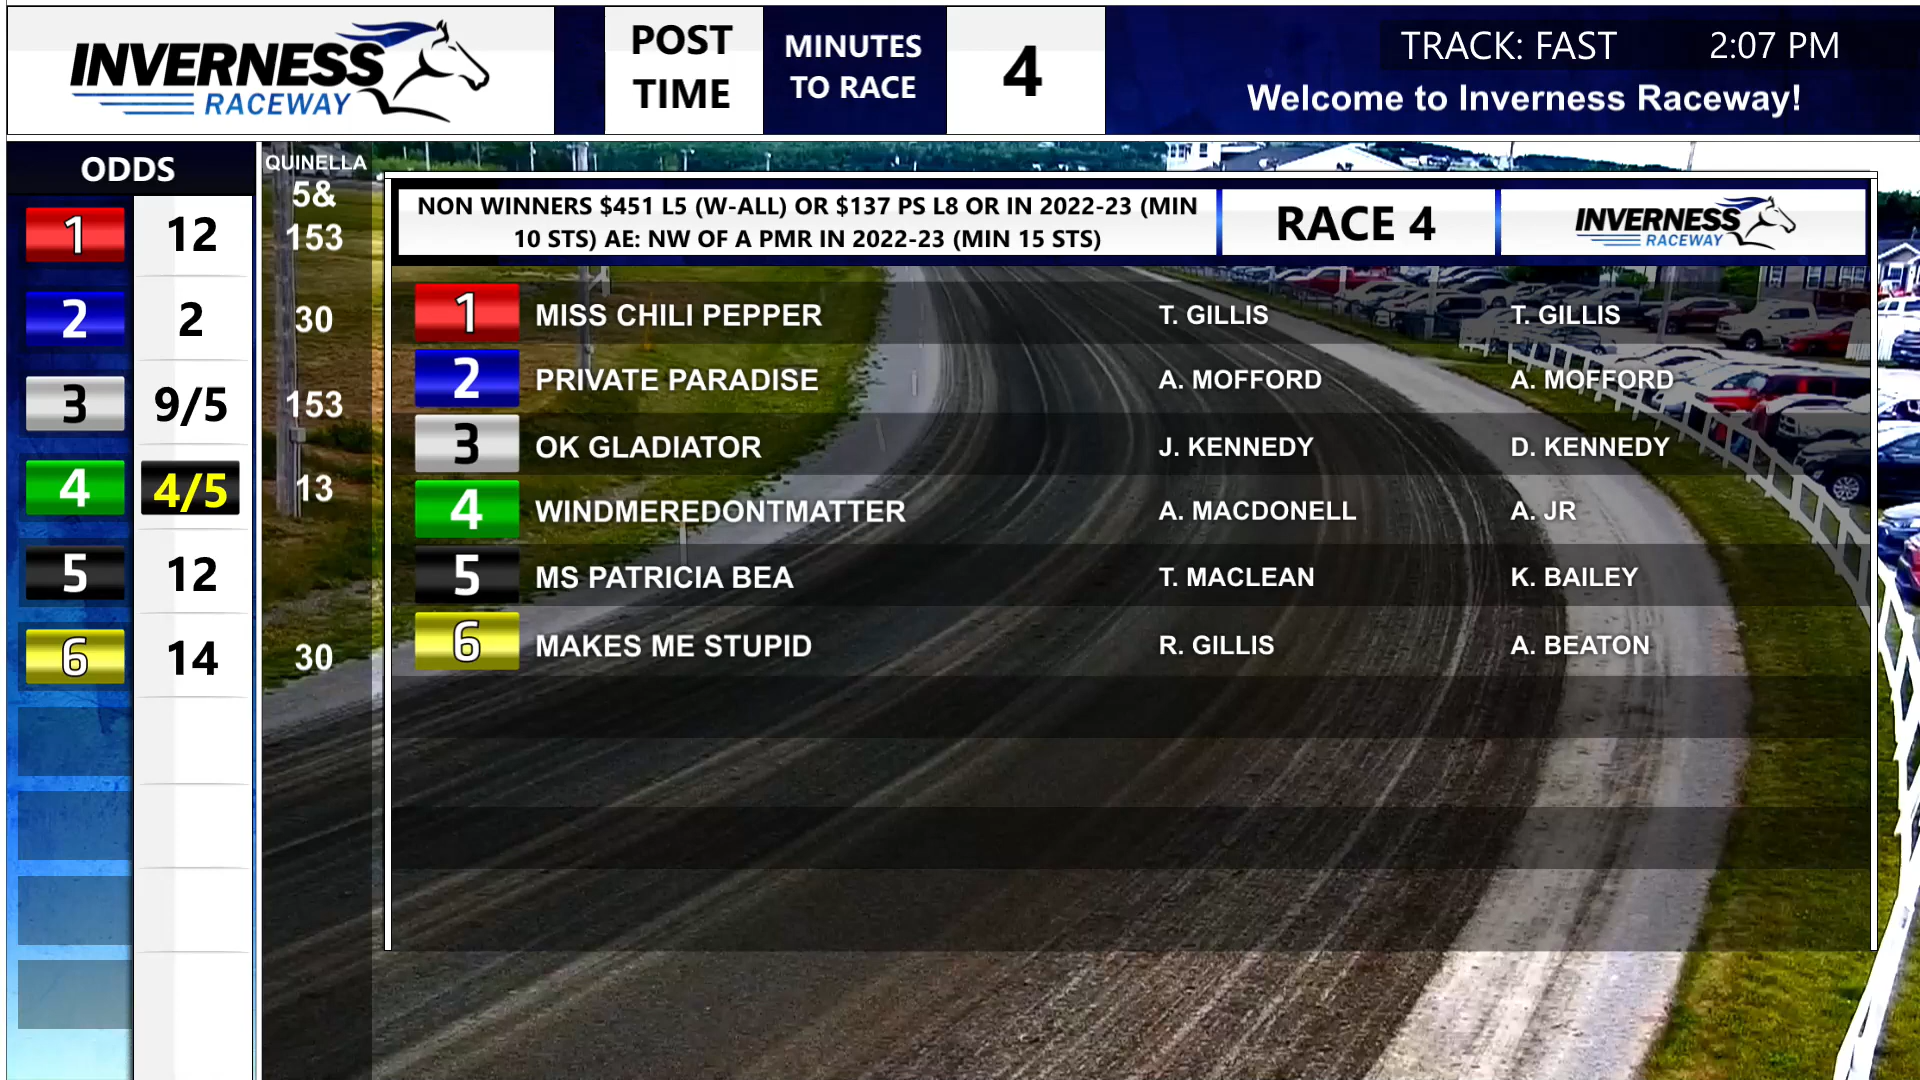 INVERNESS
RACEWAY
POST
TIME
MINUTES
TO RACE
4
TRACK: FAST 2:07 PM
Welcome to Inverness Raceway!
ODDS
1 12
2 2
3 9/5
4 4/5
5 12
6 14
QUINELLA
5&
153
30
153
13
30
NON WINNERS $451 L5 (W-ALL) OR $137 PS L8 OR IN 2022-23 (MIN
10 STS) AE: NW OF A PMR IN 2022-23 (MIN 15 STS)
RACE 4
INVERNESS
RACEWAY
1 MISS CHILI PEPPER T. GILLIS T. GILLIS
2 PRIVATE PARADISE A. MOFFORD A. MOFFORD
3 OK GLADIATOR J. KENNEDY D. KENNEDY
4 WINDMEREDONTMATTER A. MACDONELL A. JR
5 MS PATRICIA BEA T. MACLEAN K. BAILEY
6 MAKES ME STUPID R. GILLIS A. BEATON